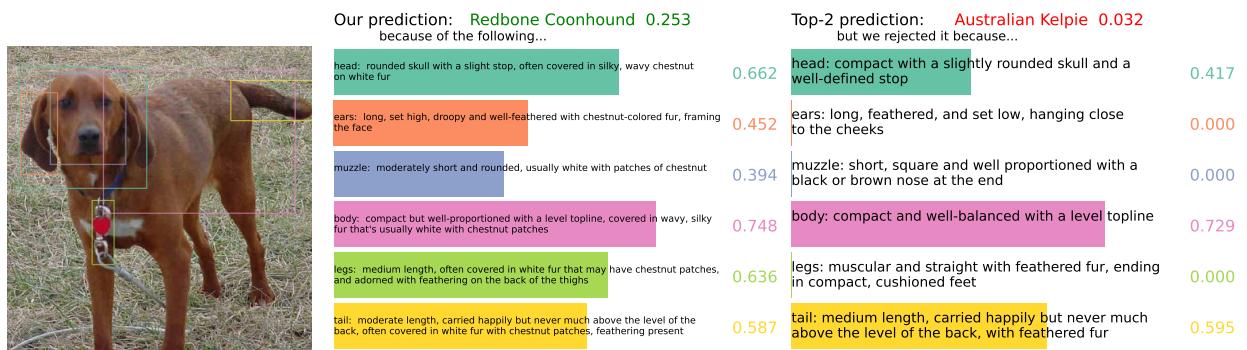 Our prediction: Redbone Coonhound 0.253
because of the following...
head: rounded skull with a slight stop, often covered in silky, wavy chestnut
on white fur
0.662
ears: long, set high, droopy and well-feathered with chestnut-colored fur, framing
the face
0.452
muzzle: moderately short and rounded, usually white with patches of chestnut
0.394
body: compact but well-proportioned with a level topline, covered in wavy, silky
fur that's usually white with chestnut patches
0.748
legs: medium length, often covered in white fur that may have chestnut patches,
and adorned with feathering on the back of the thighs
0.636
tail: moderate length, carried happily but never much above the level of the
back, often covered in white fur with chestnut patches, feathering present
0.587
Top-2 prediction: Australian Kelpie 0.032
but we rejected it because...
head: compact with a slightly rounded skull and a
well-defined stop
0.417
ears: long, feathered, and set low, hanging close
to the cheeks
0.000
muzzle: short, square and well proportioned with a
black or brown nose at the end
0.000
body: compact and well-balanced with a level topline
0.729
legs: muscular and straight with feathered fur, ending
in compact, cushioned feet
0.000
tail: medium length, carried happily but never much
above the level of the back, with feathered fur
0.595